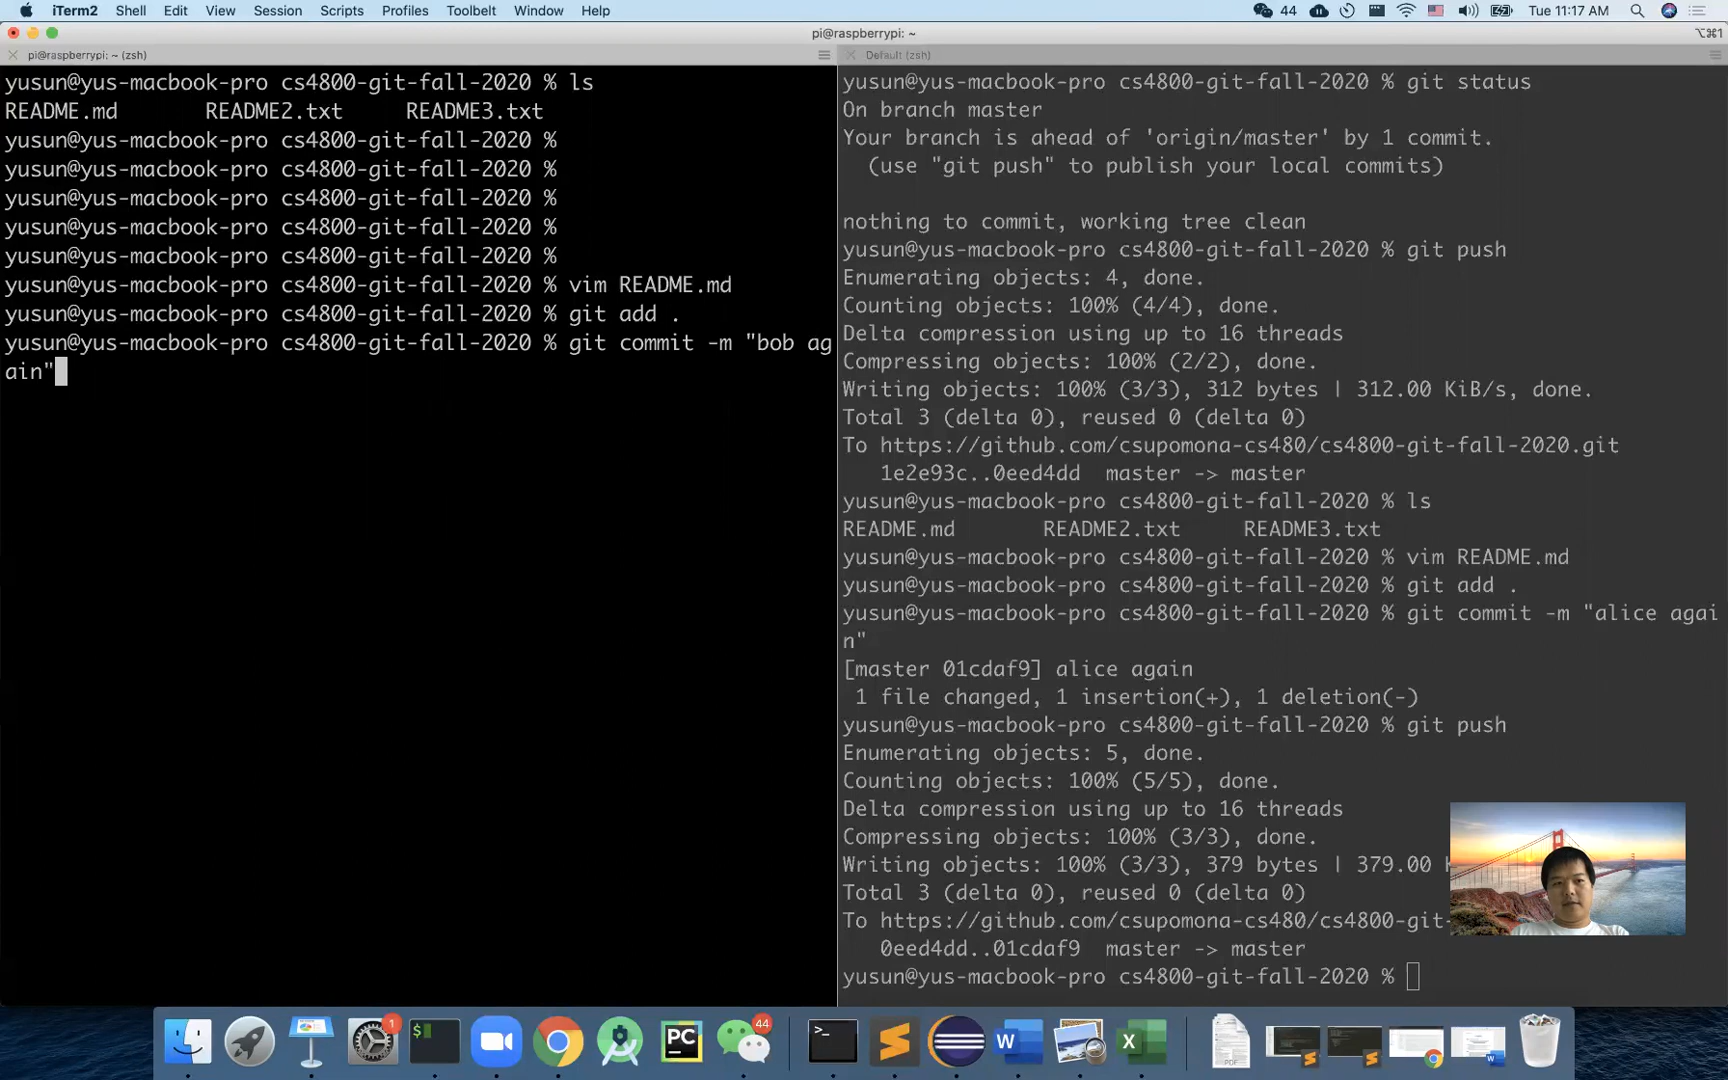 iTerm2 Shell Edit View Session Scripts Profiles Toolbelt Window Help 44 Tue 11:17 AM
pi@raspberrypi: ~ ⌥⌘1
pi@raspberrypi: ~ (zsh)
yusun@yus-macbook-pro cs4800-git-fall-2020 % ls
README.md README2.txt README3.txt
yusun@yus-macbook-pro cs4800-git-fall-2020 %
yusun@yus-macbook-pro cs4800-git-fall-2020 %
yusun@yus-macbook-pro cs4800-git-fall-2020 %
yusun@yus-macbook-pro cs4800-git-fall-2020 %
yusun@yus-macbook-pro cs4800-git-fall-2020 %
yusun@yus-macbook-pro cs4800-git-fall-2020 % vim README.md
yusun@yus-macbook-pro cs4800-git-fall-2020 % git add .
yusun@yus-macbook-pro cs4800-git-fall-2020 % git commit -m "bob ag
ain"
Default (zsh)
yusun@yus-macbook-pro cs4800-git-fall-2020 % git status
On branch master
Your branch is ahead of 'origin/master' by 1 commit.
(use "git push" to publish your local commits)
nothing to commit, working tree clean
yusun@yus-macbook-pro cs4800-git-fall-2020 % git push
Enumerating objects: 4, done.
Counting objects: 100% (4/4), done.
Delta compression using up to 16 threads
Compressing objects: 100% (2/2), done.
Writing objects: 100% (3/3), 312 bytes | 312.00 KiB/s, done.
Total 3 (delta 0), reused 0 (delta 0)
To https://github.com/csupomona-cs480/cs4800-git-fall-2020.git
1e2e93c..0eed4dd master -> master
yusun@yus-macbook-pro cs4800-git-fall-2020 % ls
README.md README2.txt README3.txt
yusun@yus-macbook-pro cs4800-git-fall-2020 % vim README.md
yusun@yus-macbook-pro cs4800-git-fall-2020 % git add .
yusun@yus-macbook-pro cs4800-git-fall-2020 % git commit -m "alice agai
n"
[master 01cdaf9] alice again
1 file changed, 1 insertion(+), 1 deletion(-)
yusun@yus-macbook-pro cs4800-git-fall-2020 % git push
Enumerating objects: 5, done.
Counting objects: 100% (5/5), done.
Delta compression using up to 16 threads
Compressing objects: 100% (3/3), done.
Writing objects: 100% (3/3), 379 bytes | 379.00 K
Total 3 (delta 0), reused 0 (delta 0)
To https://github.com/csupomona-cs480/cs4800-git-
0eed4dd..01cdaf9 master -> master
yusun@yus-macbook-pro cs4800-git-fall-2020 %
1 $ PC 44 >_ W X PDF